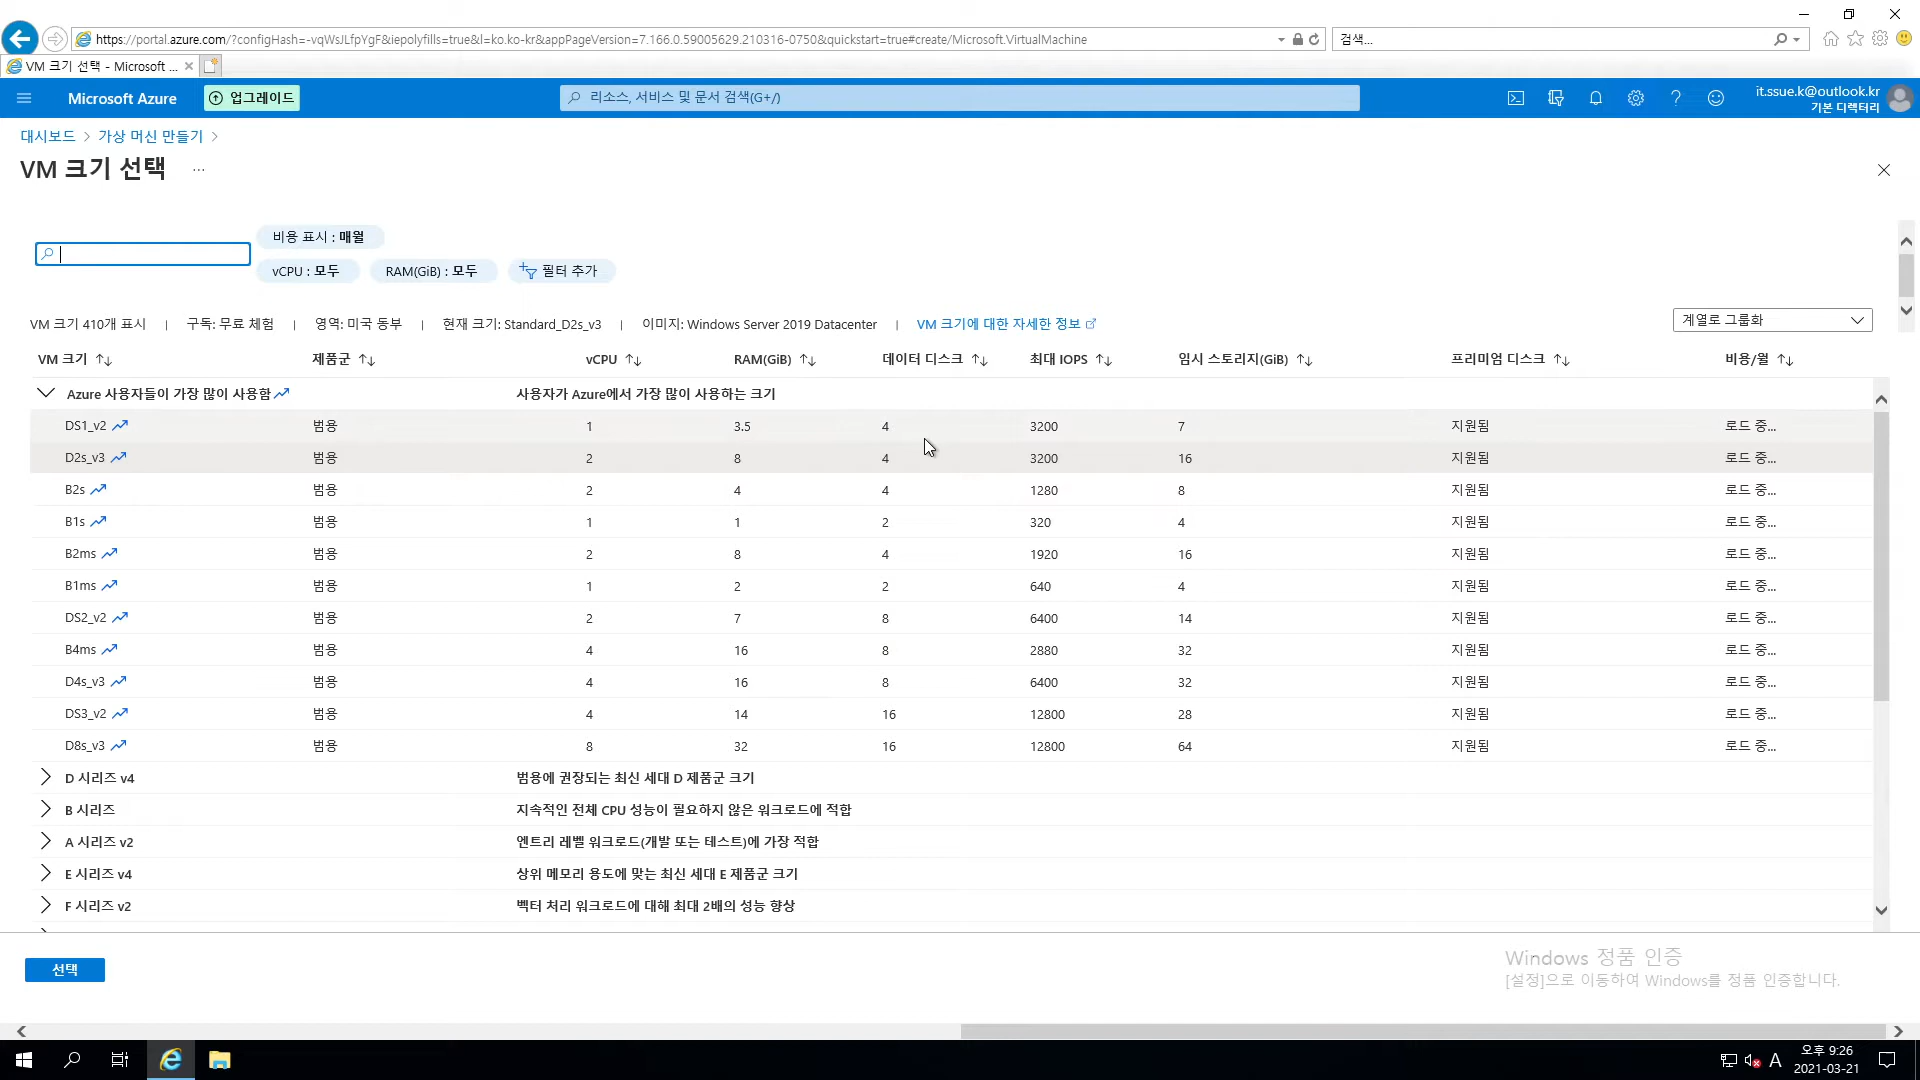 https://portal.azure.com/?configHash=-vqWsJLfpYgF&iepolyfills=true&l=ko.ko-kr&appPageVersion=7.166.0.59005629.210316-0750&quickstart=true#create/Microsoft.VirtualMachine
검색...
VM 크기 선택 - Microsoft ...
Microsoft Azure
업그레이드
리소스, 서비스 및 문서 검색(G+/)
it.ssue.k@outlook.kr
기본 디렉터리
대시보드 > 가상 머신 만들기 >
VM 크기 선택 ...
비용 표시 : 매월
vCPU : 모두 RAM(GiB) : 모두 필터 추가
VM 크기 410개 표시 | 구독: 무료 체험 | 영역: 미국 동부 | 현재 크기: Standard_D2s_v3 | 이미지: Windows Server 2019 Datacenter | VM 크기에 대한 자세한 정보
계열로 그룹화
VM 크기 제품군 vCPU RAM(GiB) 데이터 디스크 최대 IOPS 임시 스토리지(GiB) 프리미엄 디스크 비용/월
Azure 사용자들이 가장 많이 사용함 사용자가 Azure에서 가장 많이 사용하는 크기
DS1_v2 범용 1 3.5 4 3200 7 지원됨 로드 중...
D2s_v3 범용 2 8 4 3200 16 지원됨 로드 중...
B2s 범용 2 4 4 1280 8 지원됨 로드 중...
B1s 범용 1 1 2 320 4 지원됨 로드 중...
B2ms 범용 2 8 4 1920 16 지원됨 로드 중...
B1ms 범용 1 2 2 640 4 지원됨 로드 중...
DS2_v2 범용 2 7 8 6400 14 지원됨 로드 중...
B4ms 범용 4 16 8 2880 32 지원됨 로드 중...
D4s_v3 범용 4 16 8 6400 32 지원됨 로드 중...
DS3_v2 범용 4 14 16 12800 28 지원됨 로드 중...
D8s_v3 범용 8 32 16 12800 64 지원됨 로드 중...
D 시리즈 v4 범용에 권장되는 최신 세대 D 제품군 크기
B 시리즈 지속적인 전체 CPU 성능이 필요하지 않은 워크로드에 적합
A 시리즈 v2 엔트리 레벨 워크로드(개발 또는 테스트)에 가장 적합
E 시리즈 v4 상위 메모리 용도에 맞는 최신 세대 E 제품군 크기
F 시리즈 v2 벡터 처리 워크로드에 대해 최대 2배의 성능 향상
선택
Windows 정품 인증
[설정]으로 이동하여 Windows를 정품 인증합니다.
A
오후 9:26
2021-03-21